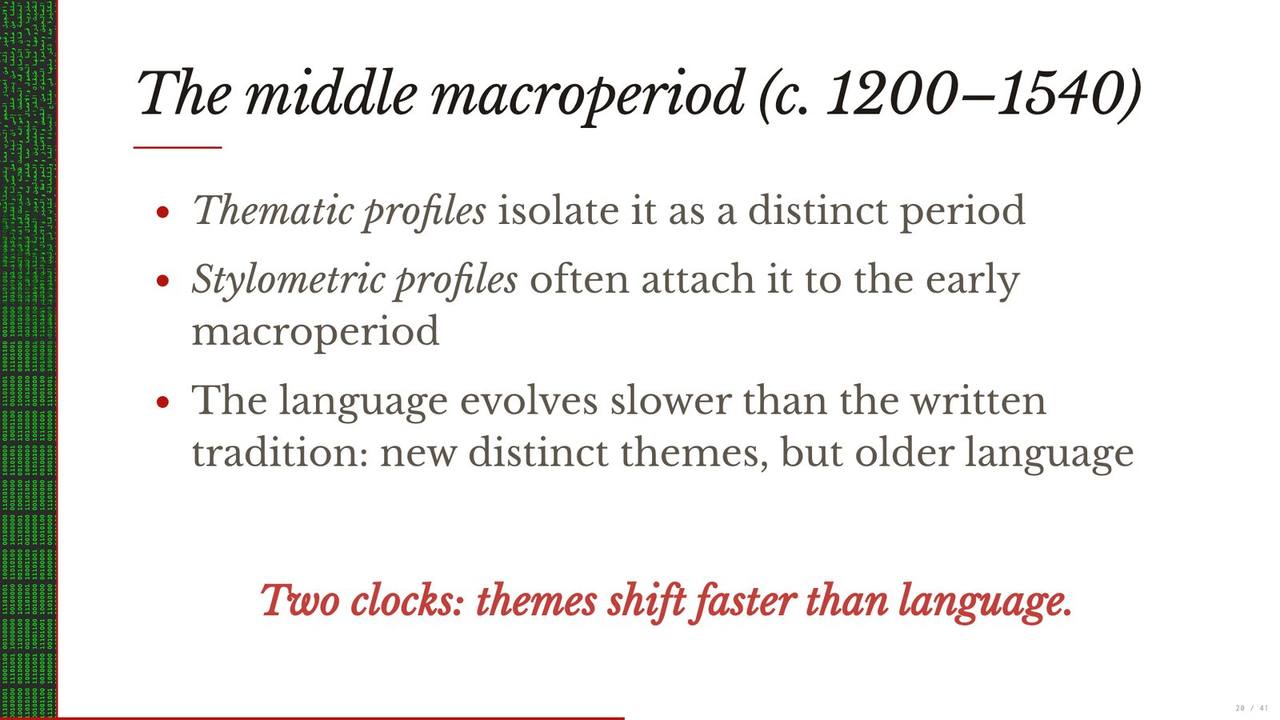 The middle macroperiod (c. 1200–1540)
• Thematic profiles isolate it as a distinct period
• Stylometric profiles often attach it to the early
macroperiod
• The language evolves slower than the written
tradition: new distinct themes, but older language
Two clocks: themes shift faster than language.
20 / 41